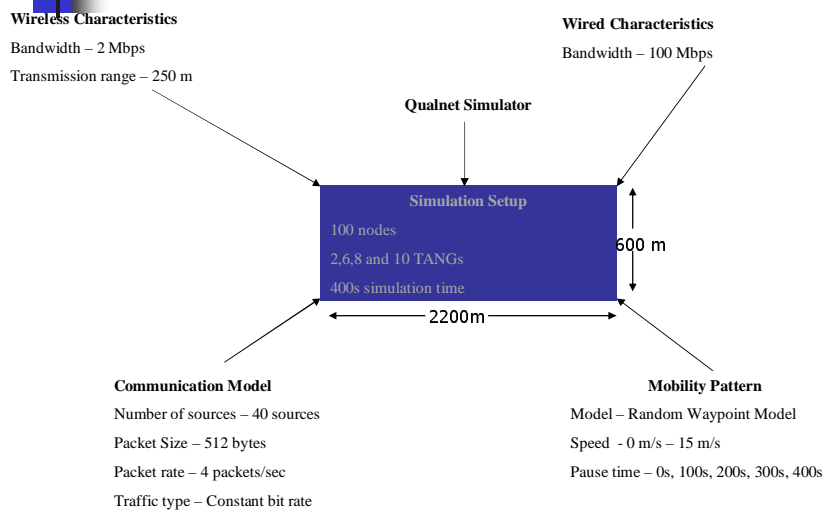 Wireless Characteristics
Bandwidth – 2 Mbps
Transmission range – 250 m
Wired Characteristics
Bandwidth – 100 Mbps
Qualnet Simulator
Simulation Setup
100 nodes
2,6,8 and 10 TANGs
400s simulation time
600 m
2200m
Communication Model
Number of sources – 40 sources
Packet Size – 512 bytes
Packet rate – 4 packets/sec
Traffic type – Constant bit rate
Mobility Pattern
Model – Random Waypoint Model
Speed - 0 m/s – 15 m/s
Pause time – 0s, 100s, 200s, 300s, 400s